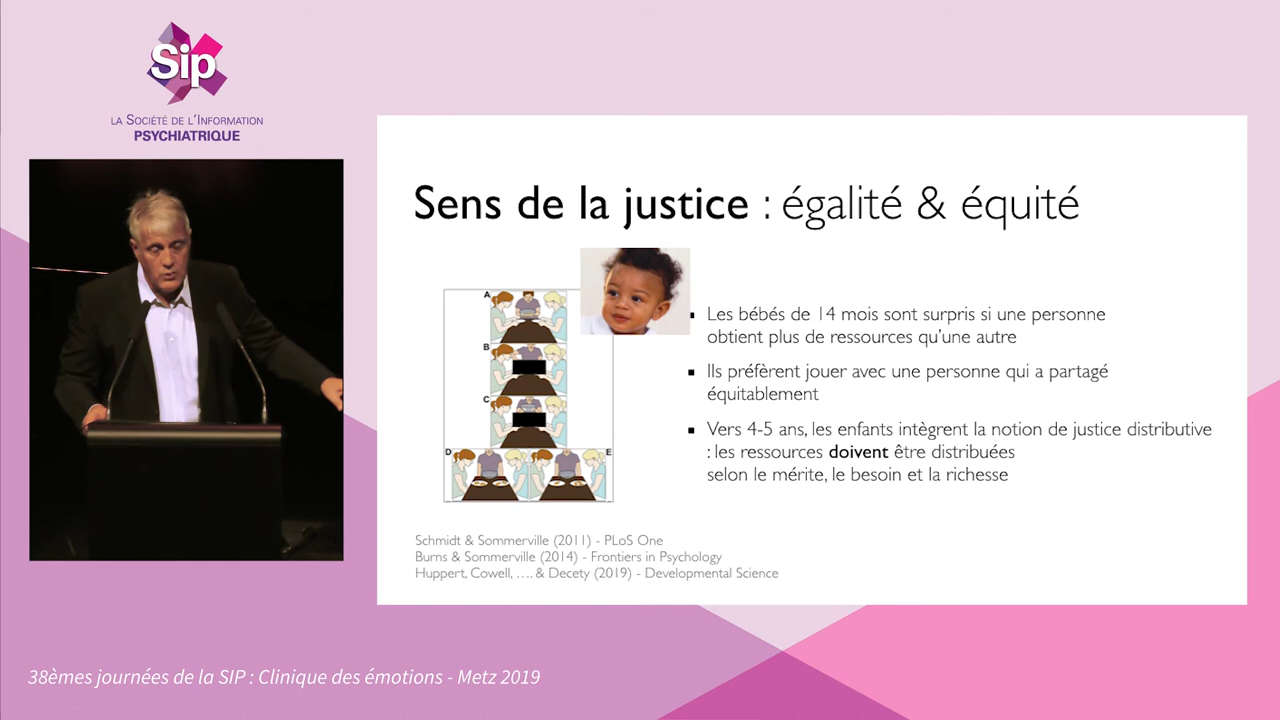 Sip
LA SOCIÉTÉ DE L'INFORMATION
PSYCHIATRIQUE
Sens de la justice : égalité & équité
A
B
C
D
E
▪ Les bébés de 14 mois sont surpris si une personne
obtient plus de ressources qu'une autre
▪ Ils préfèrent jouer avec une personne qui a partagé
équitablement
▪ Vers 4-5 ans, les enfants intègrent la notion de justice distributive
: les ressources doivent être distribuées
selon le mérite, le besoin et la richesse
Schmidt & Sommerville (2011) - PLoS One
Burns & Sommerville (2014) - Frontiers in Psychology
Huppert, Cowell, .... & Decety (2019) - Developmental Science
38èmes journées de la SIP : Clinique des émotions - Metz 2019